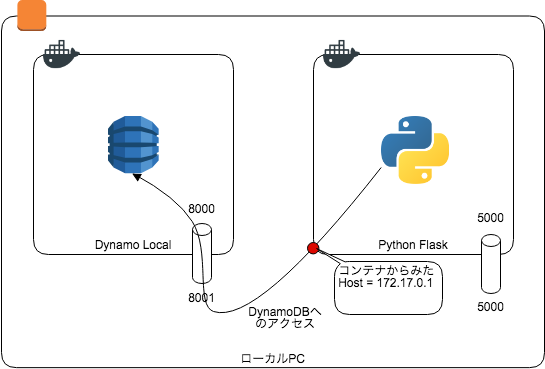 8000
Dynamo Local
8001
5000
Python Flask
コンテナからみた
Host = 172.17.0.1
5000
DynamoDBへ
のアクセス
ローカルPC